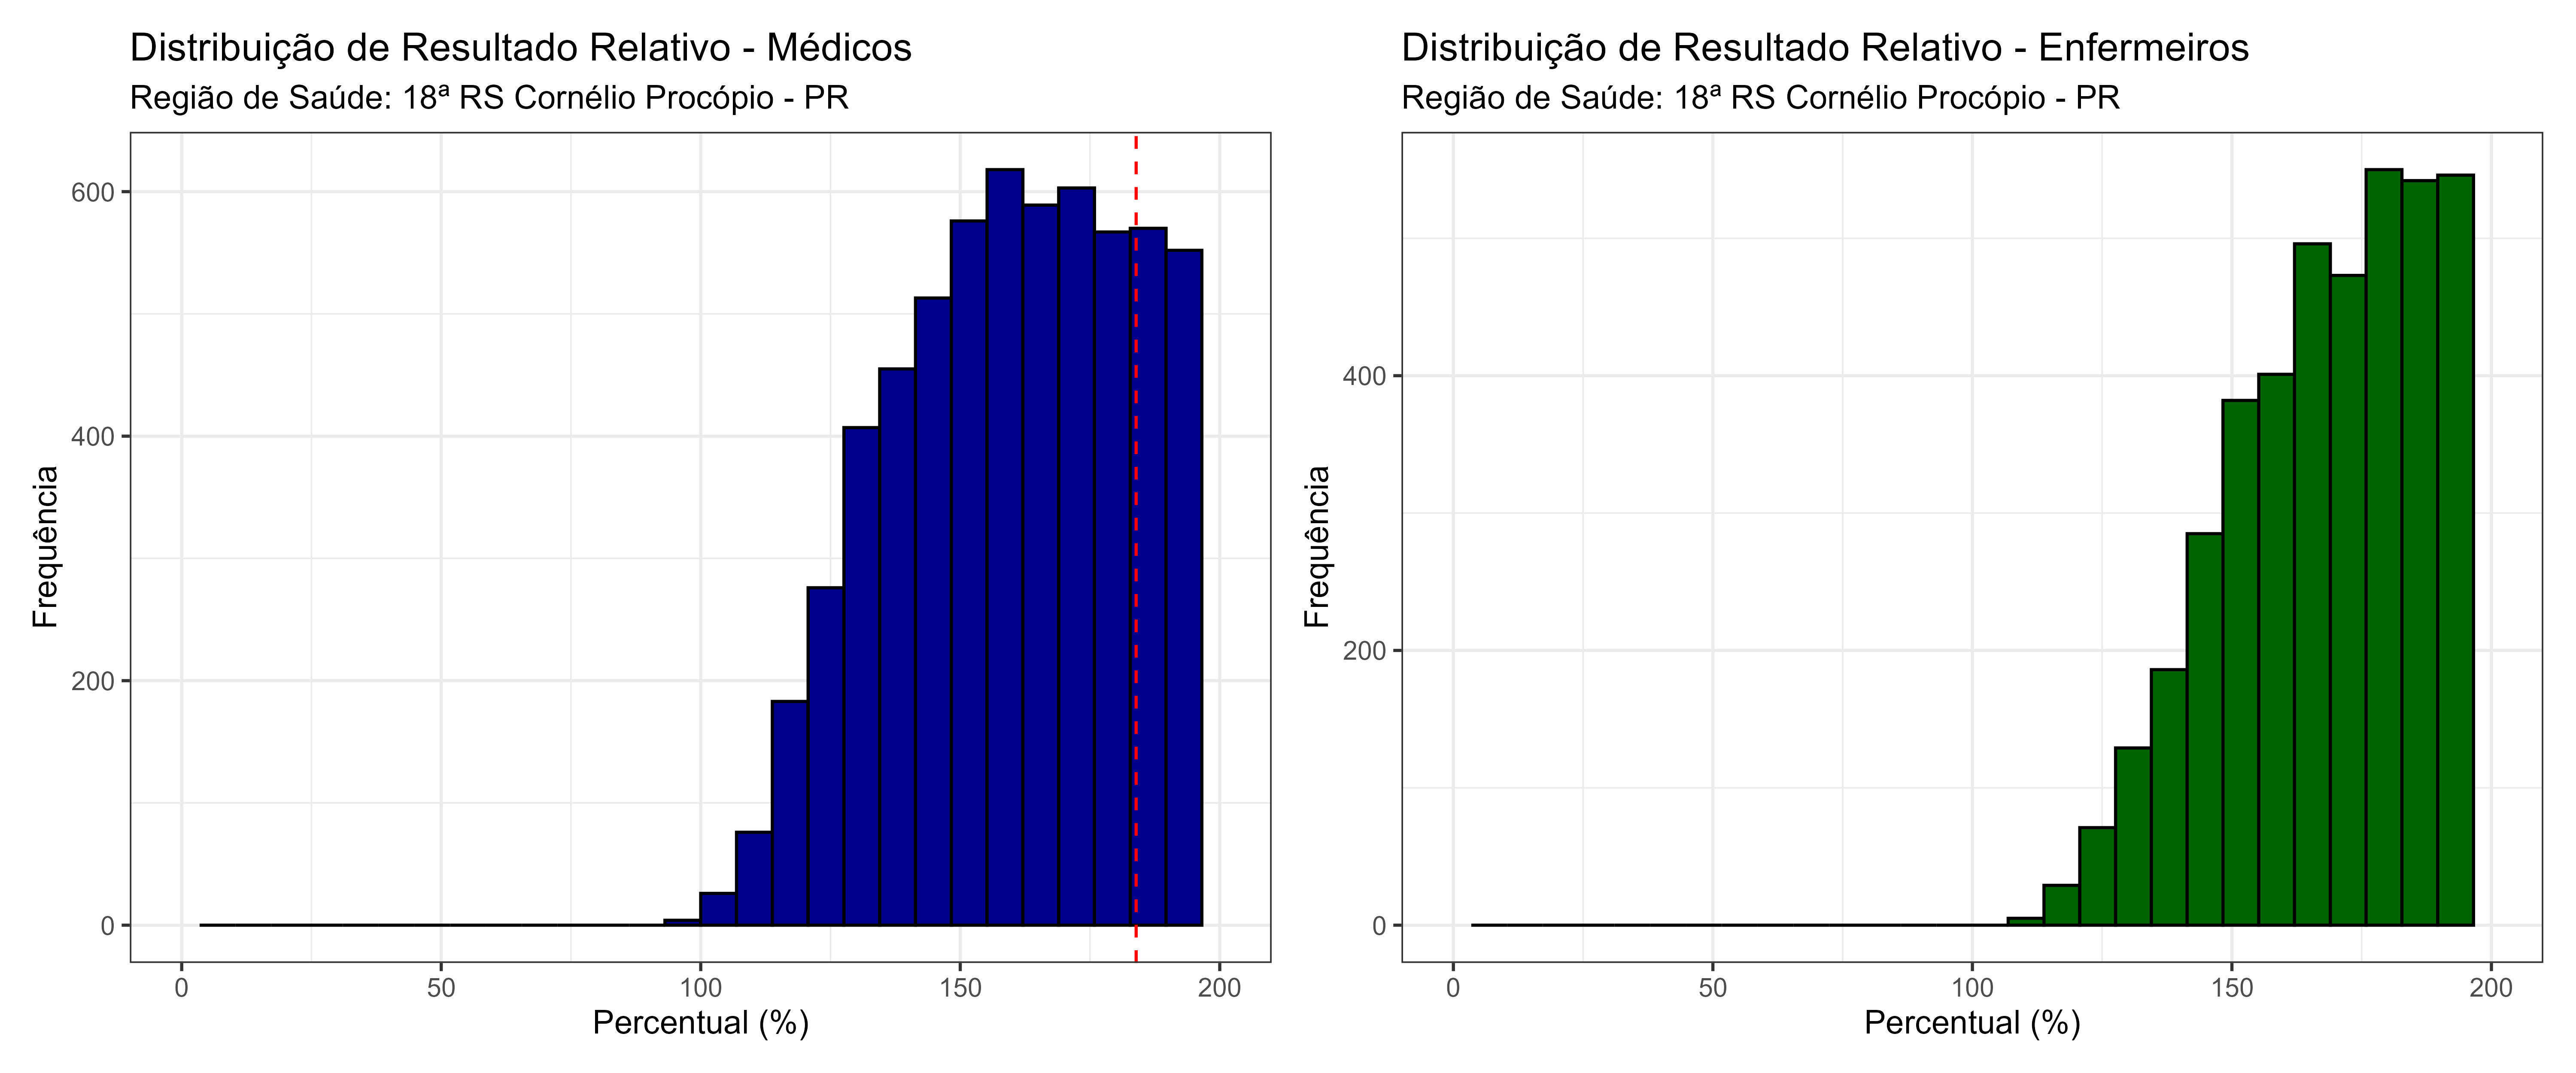 Distribuição de Resultado Relativo - Médicos
Região de Saúde: 18ª RS Cornélio Procópio - PR
600
400
200
0
Frequência
0 50 100 150 200
Percentual (%)
Distribuição de Resultado Relativo - Enfermeiros
Região de Saúde: 18ª RS Cornélio Procópio - PR
400
200
0
Frequência
0 50 100 150 200
Percentual (%)